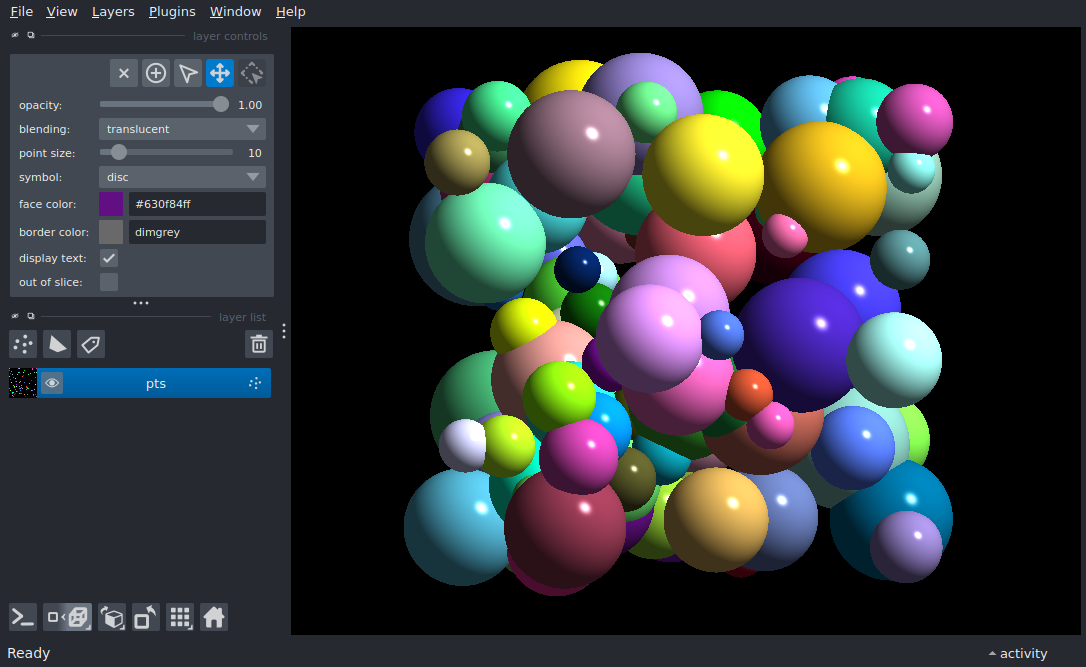 File View Layers Plugins Window Help
layer controls
opacity: 1.00
blending: translucent
point size: 10
symbol: disc
face color: #630f84ff
border color: dimgrey
display text:
out of slice:
layer list
pts
Ready
activity